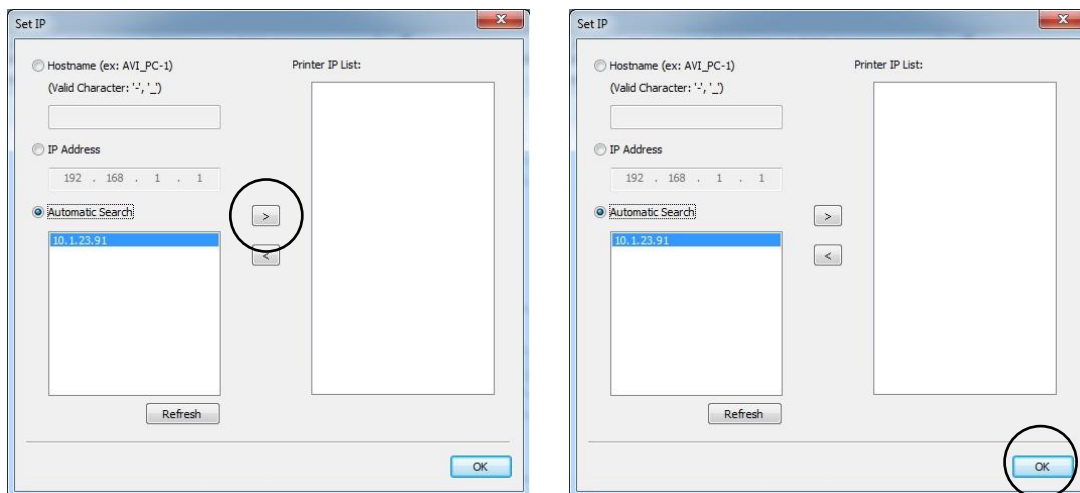 Set IP
Hostname (ex: AVI_PC-1)
(Valid Character: '-', '_')
IP Address
192 . 168 . 1 . 1
Automatic Search
10.1.23.91
Refresh
>
<
Printer IP List:
OK
Set IP
Hostname (ex: AVI_PC-1)
(Valid Character: '-', '_')
IP Address
192 . 168 . 1 . 1
Automatic Search
10.1.23.91
Refresh
>
<
Printer IP List:
OK